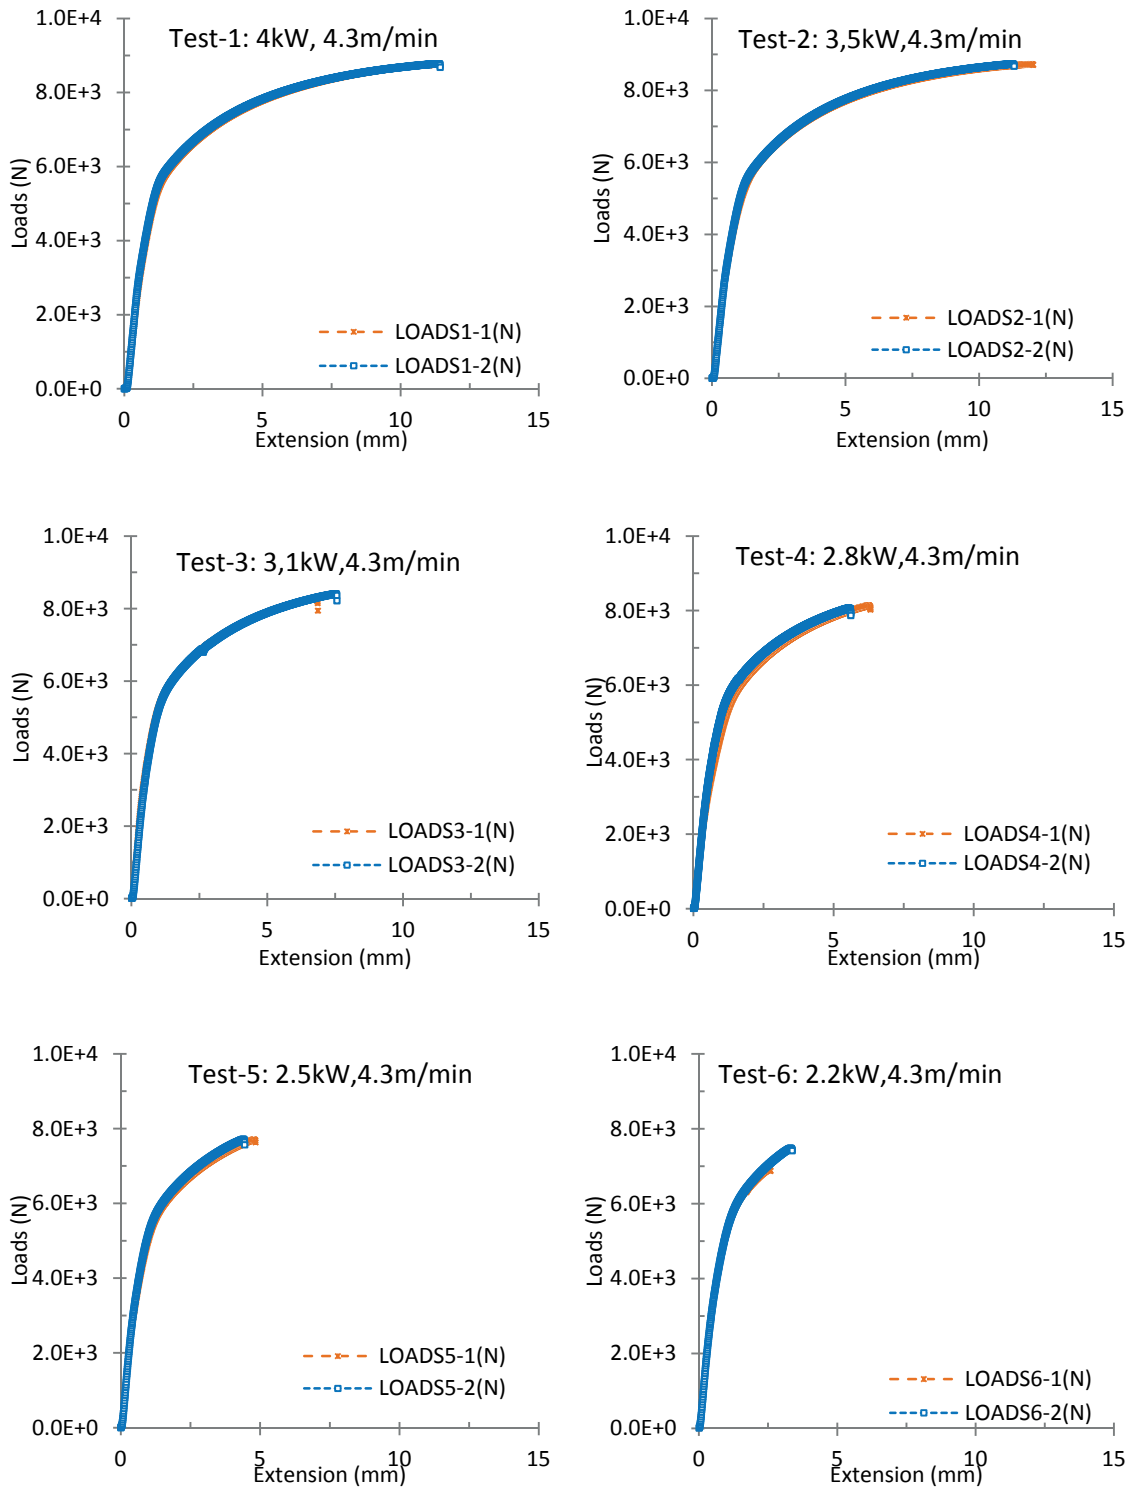 Test-1: 4kW, 4.3m/min
1.0E+4
8.0E+3
6.0E+3
4.0E+3
2.0E+3
0.0E+0
Loads (N)
LOADS1-1(N)
LOADS1-2(N)
0 5 10 15
Extension (mm)
Test-2: 3,5kW,4.3m/min
1.0E+4
8.0E+3
6.0E+3
4.0E+3
2.0E+3
0.0E+0
Loads (N)
LOADS2-1(N)
LOADS2-2(N)
0 5 10 15
Extension (mm)
Test-3: 3,1kW,4.3m/min
1.0E+4
8.0E+3
6.0E+3
4.0E+3
2.0E+3
0.0E+0
Loads (N)
LOADS3-1(N)
LOADS3-2(N)
0 5 10 15
Extension (mm)
Test-4: 2.8kW,4.3m/min
1.0E+4
8.0E+3
6.0E+3
4.0E+3
2.0E+3
0.0E+0
Loads (N)
LOADS4-1(N)
LOADS4-2(N)
0 5 10 15
Extension (mm)
Test-5: 2.5kW,4.3m/min
1.0E+4
8.0E+3
6.0E+3
4.0E+3
2.0E+3
0.0E+0
Loads (N)
LOADS5-1(N)
LOADS5-2(N)
0 5 10 15
Extension (mm)
Test-6: 2.2kW,4.3m/min
1.0E+4
8.0E+3
6.0E+3
4.0E+3
2.0E+3
0.0E+0
Loads (N)
LOADS6-1(N)
LOADS6-2(N)
0 5 10 15
Extension (mm)